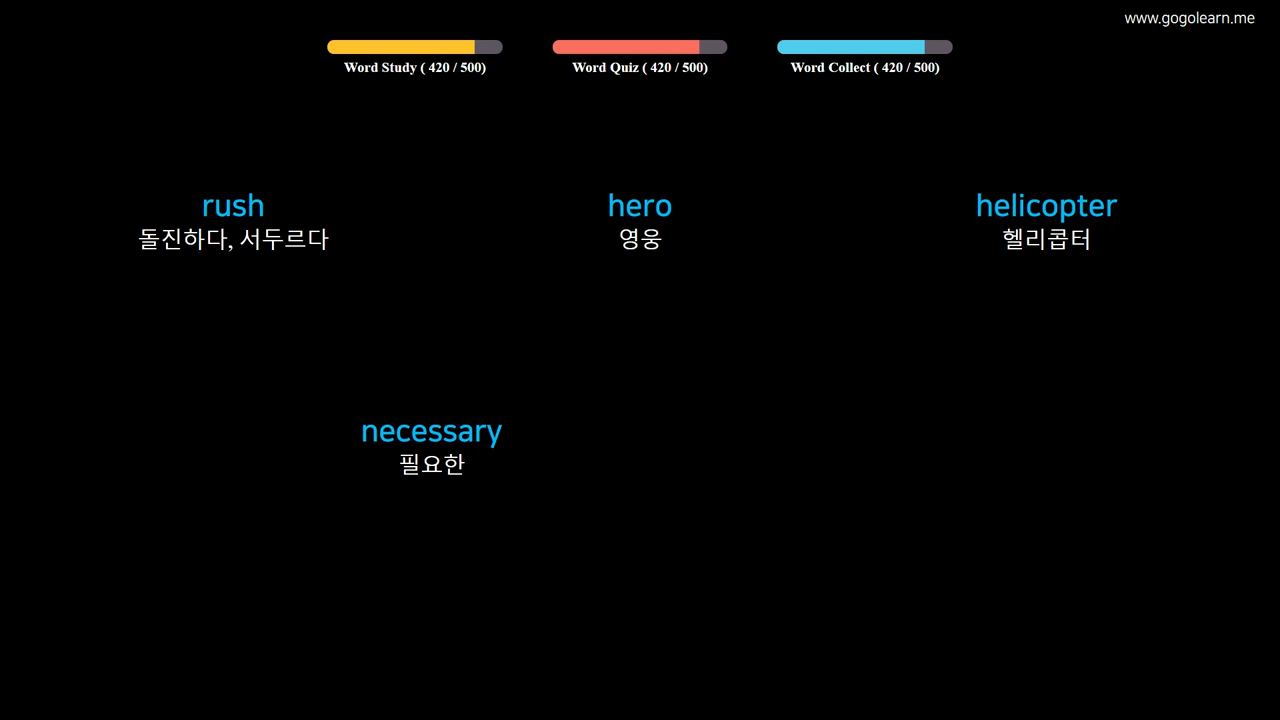 www.gogolearn.me
Word Study ( 420 / 500)
Word Quiz ( 420 / 500)
Word Collect ( 420 / 500)
rush
돌진하다, 서두르다
hero
영웅
helicopter
헬리콥터
necessary
필요한